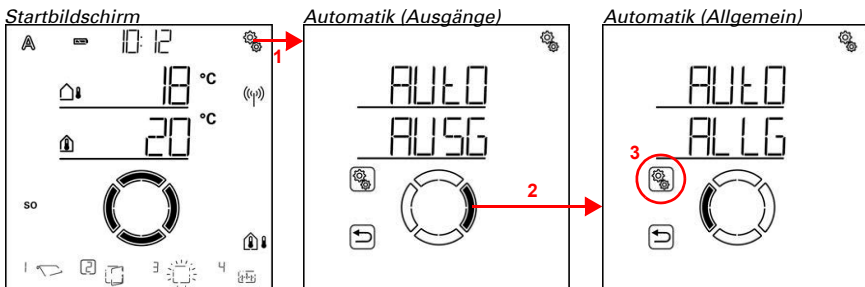 Startbildschirm
Automatik (Ausgänge)
Automatik (Allgemein)
A
10:12
1
18 °C
20 °C
SO
1 2 3 4
AUTO
AUSG
2
AUTO
ALLG
3